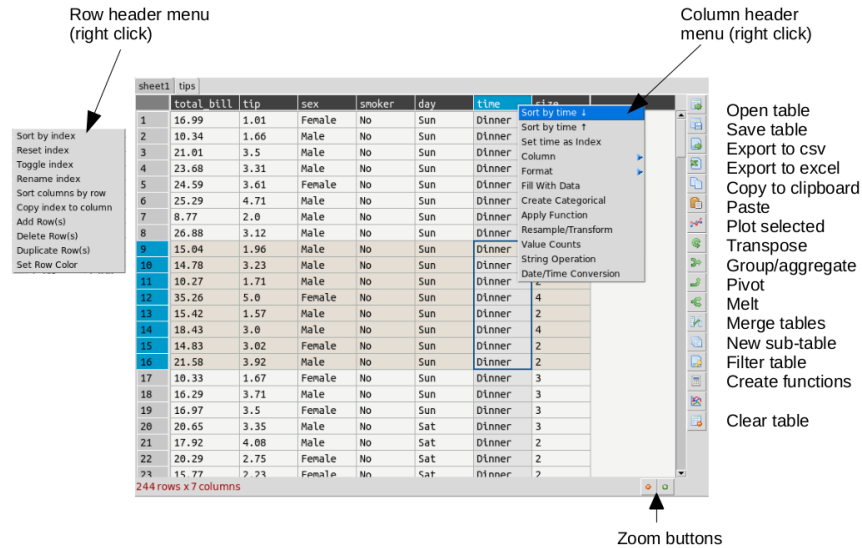 Row header menu
(right click)
Column header
menu (right click)
sheet1 tips
total_bill tip sex smoker day time size
1 16.99 1.01 Female No Sun Dinner
2 10.34 1.66 Male No Sun Dinner
3 21.01 3.5 Male No Sun Dinner
4 23.68 3.31 Male No Sun Dinner
5 24.59 3.61 Female No Sun Dinner
6 25.29 4.71 Male No Sun Dinner
7 8.77 2.0 Male No Sun Dinner
8 26.88 3.12 Male No Sun Dinner
9 15.04 1.96 Male No Sun Dinner
10 14.78 3.23 Male No Sun Dinner
11 10.27 1.71 Male No Sun Dinner 2
12 35.26 5.0 Female No Sun Dinner 4
13 15.42 1.57 Male No Sun Dinner 2
14 18.43 3.0 Male No Sun Dinner 4
15 14.83 3.02 Female No Sun Dinner 2
16 21.58 3.92 Male No Sun Dinner 2
17 10.33 1.67 Female No Sun Dinner 3
18 16.29 3.71 Male No Sun Dinner 3
19 16.97 3.5 Female No Sun Dinner 3
20 20.65 3.35 Male No Sat Dinner 3
21 17.92 4.08 Male No Sat Dinner 2
22 20.29 2.75 Female No Sat Dinner 2
23 15.77 2.23 Female No Sat Dinner 2
244 rows x 7 columns
Sort by index
Reset index
Toggle index
Rename index
Sort columns by row
Copy index to column
Add Row(s)
Delete Row(s)
Duplicate Row(s)
Set Row Color
Sort by time ↓
Sort by time ↑
Set time as Index
Column
Format
Fill With Data
Create Categorical
Apply Function
Resample/Transform
Value Counts
String Operation
Date/Time Conversion
Open table
Save table
Export to csv
Export to excel
Copy to clipboard
Paste
Plot selected
Transpose
Group/aggregate
Pivot
Melt
Merge tables
New sub-table
Filter table
Create functions
Clear table
Zoom buttons